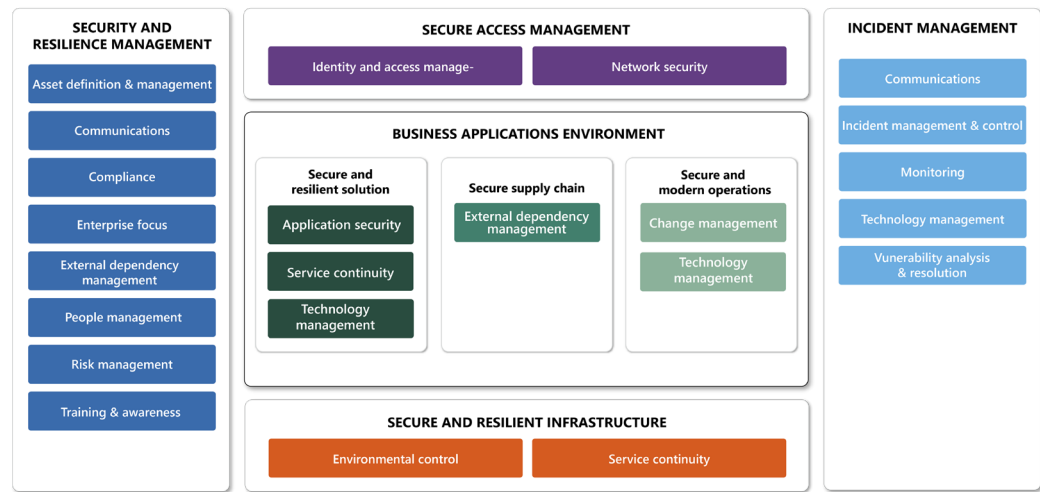 SECURITY AND
RESILIENCE MANAGEMENT
Asset definition & management
Communications
Compliance
Enterprise focus
External dependency
management
People management
Risk management
Training & awareness
SECURE ACCESS MANAGEMENT
Identity and access manage-
Network security
BUSINESS APPLICATIONS ENVIRONMENT
Secure and
resilient solution
Application security
Service continuity
Technology
management
Secure supply chain
External dependency
management
Secure and
modern operations
Change management
Technology
management
SECURE AND RESILIENT INFRASTRUCTURE
Environmental control
Service continuity
INCIDENT MANAGEMENT
Communications
Incident management & control
Monitoring
Technology management
Vunerability analysis
& resolution